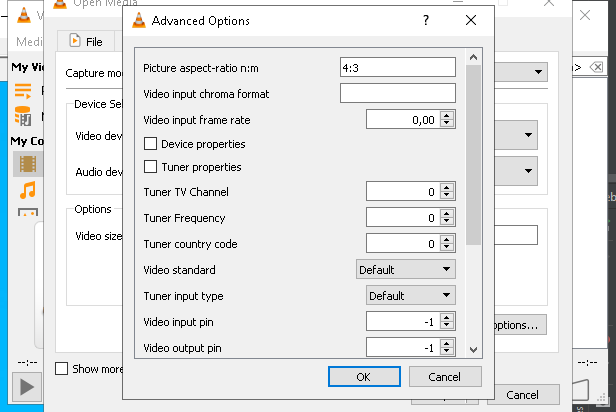 Open Media
Advanced Options
?
Medi
File
My Vi
Capture mo
Picture aspect-ratio n:m
4:3
Video input chroma format
Device Sel
Video input frame rate
0,00
Video dev
Device properties
My Co
Tuner properties
Audio devi
Tuner TV Channel
0
Options
Tuner Frequency
0
Video size
Tuner country code
0
Video standard
Default
Tuner input type
Default
Video input pin
-1
options...
Video output pin
-1
--:--
Show more
--:--
OK
Cancel
Cancel